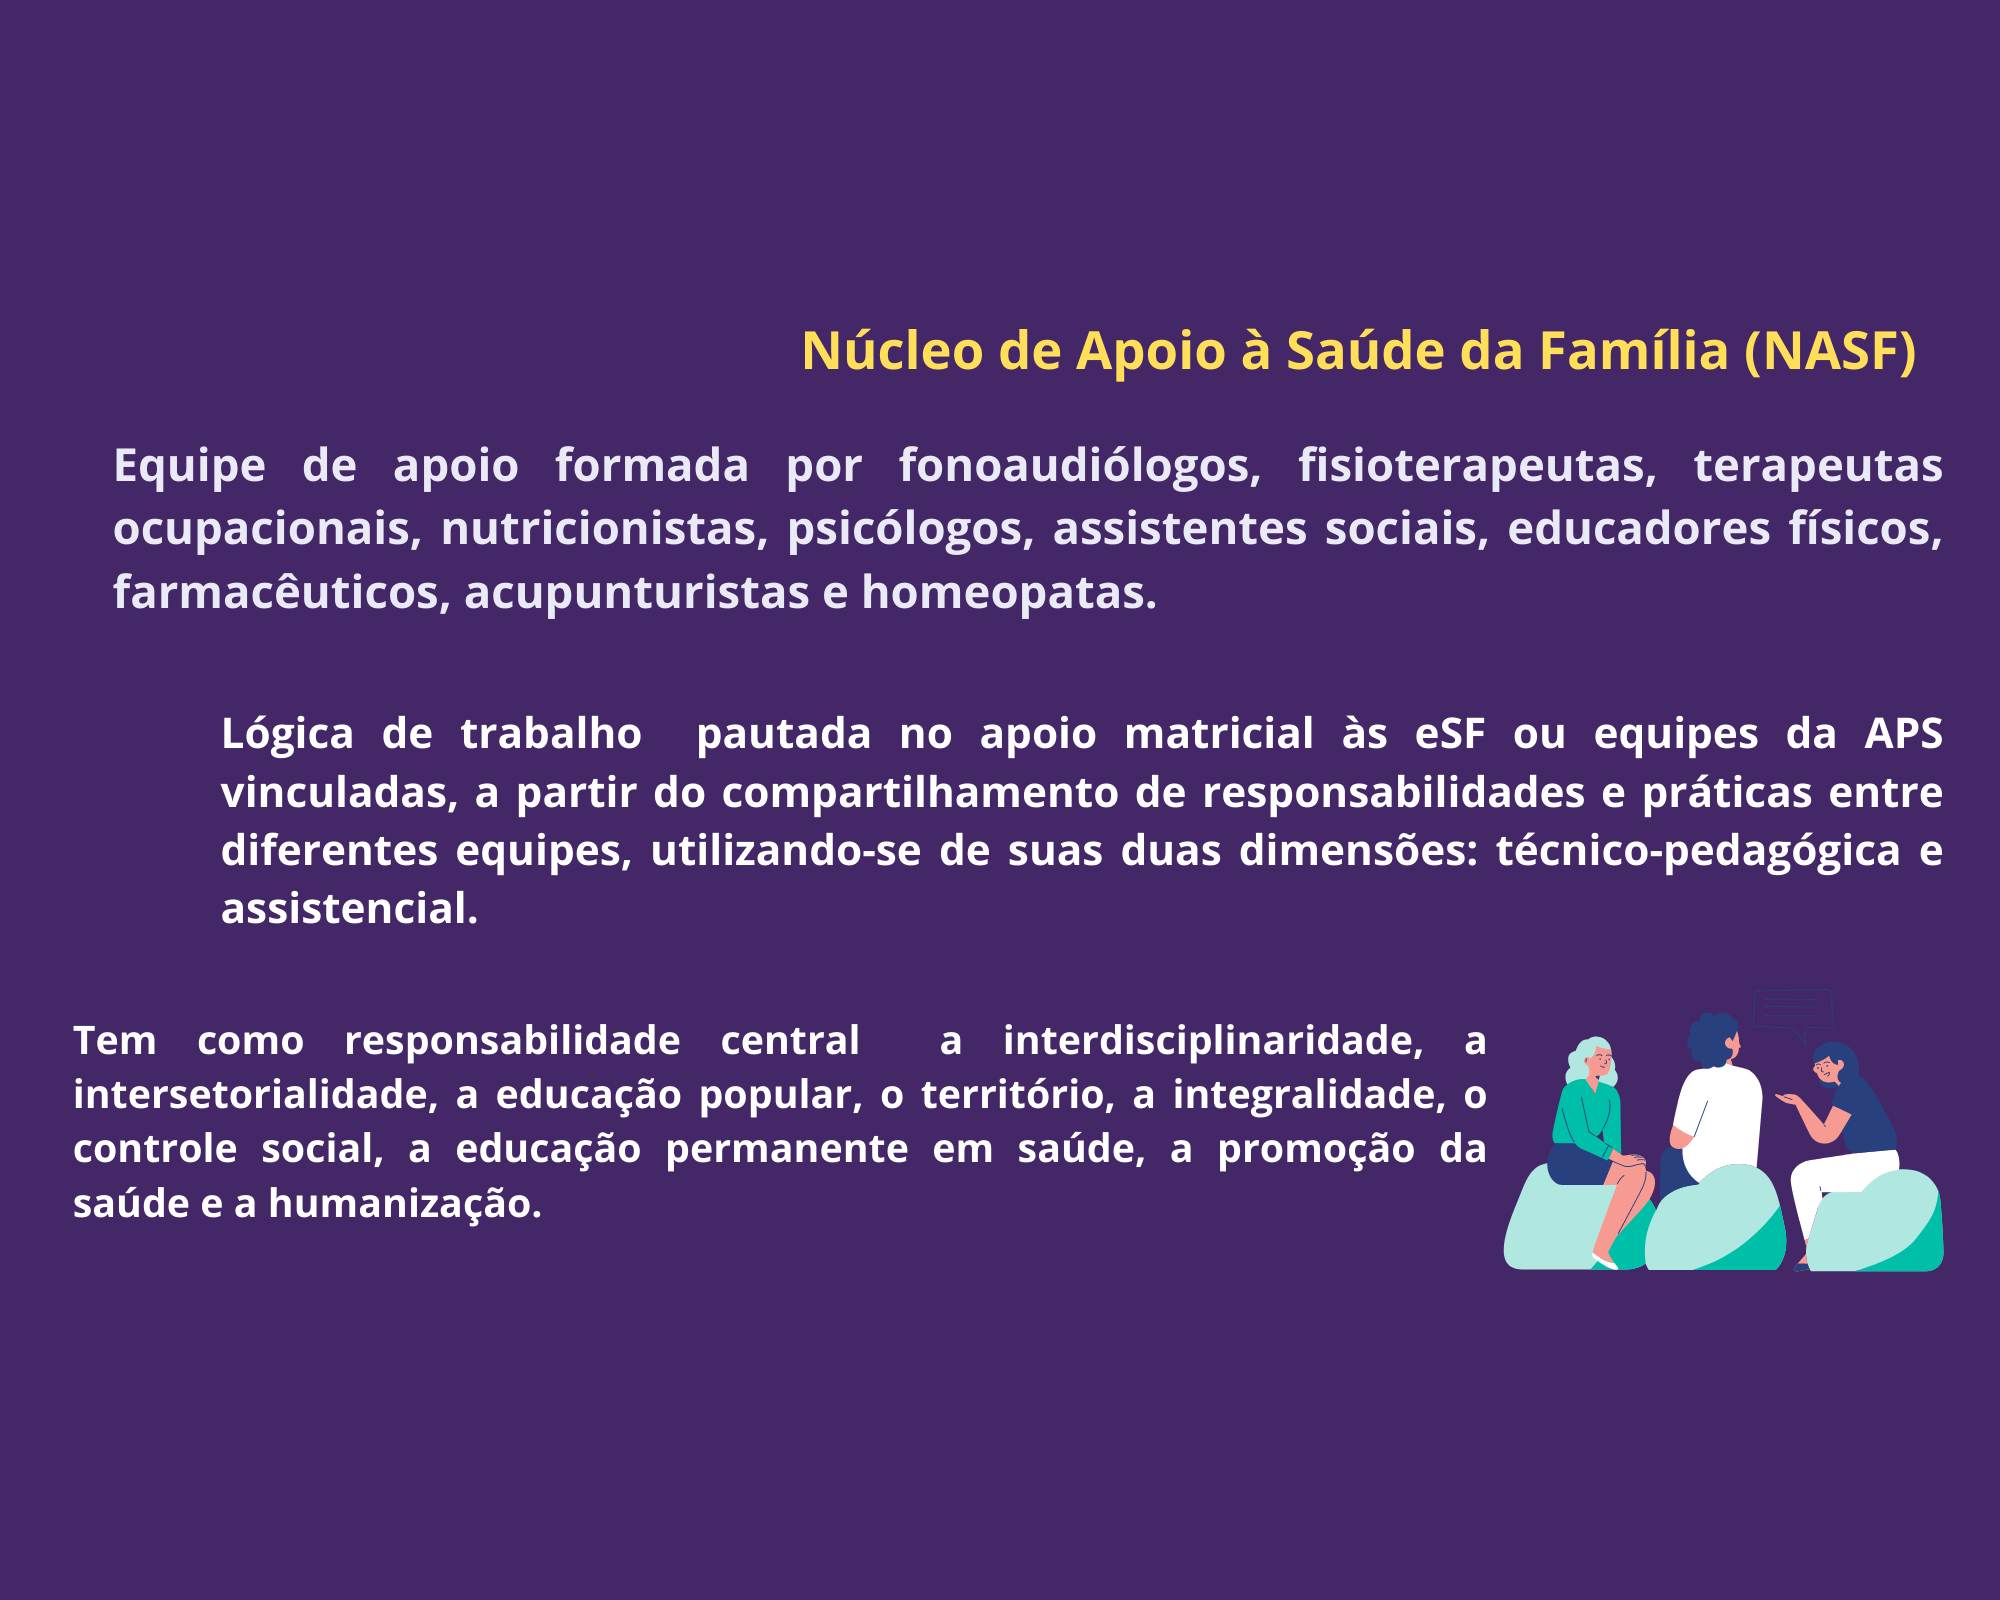 Núcleo de Apoio à Saúde da Família (NASF)
Equipe de apoio formada por fonoaudiólogos, fisioterapeutas, terapeutas
ocupacionais, nutricionistas, psicólogos, assistentes sociais, educadores físicos,
farmacêuticos, acupunturistas e homeopatas.
Lógica de trabalho pautada no apoio matricial às eSF ou equipes da APS
vinculadas, a partir do compartilhamento de responsabilidades e práticas entre
diferentes equipes, utilizando-se de suas duas dimensões: técnico-pedagógica e
assistencial.
Tem como responsabilidade central a interdisciplinaridade, a
intersetorialidade, a educação popular, o território, a integralidade, o
controle social, a educação permanente em saúde, a promoção da
saúde e a humanização.